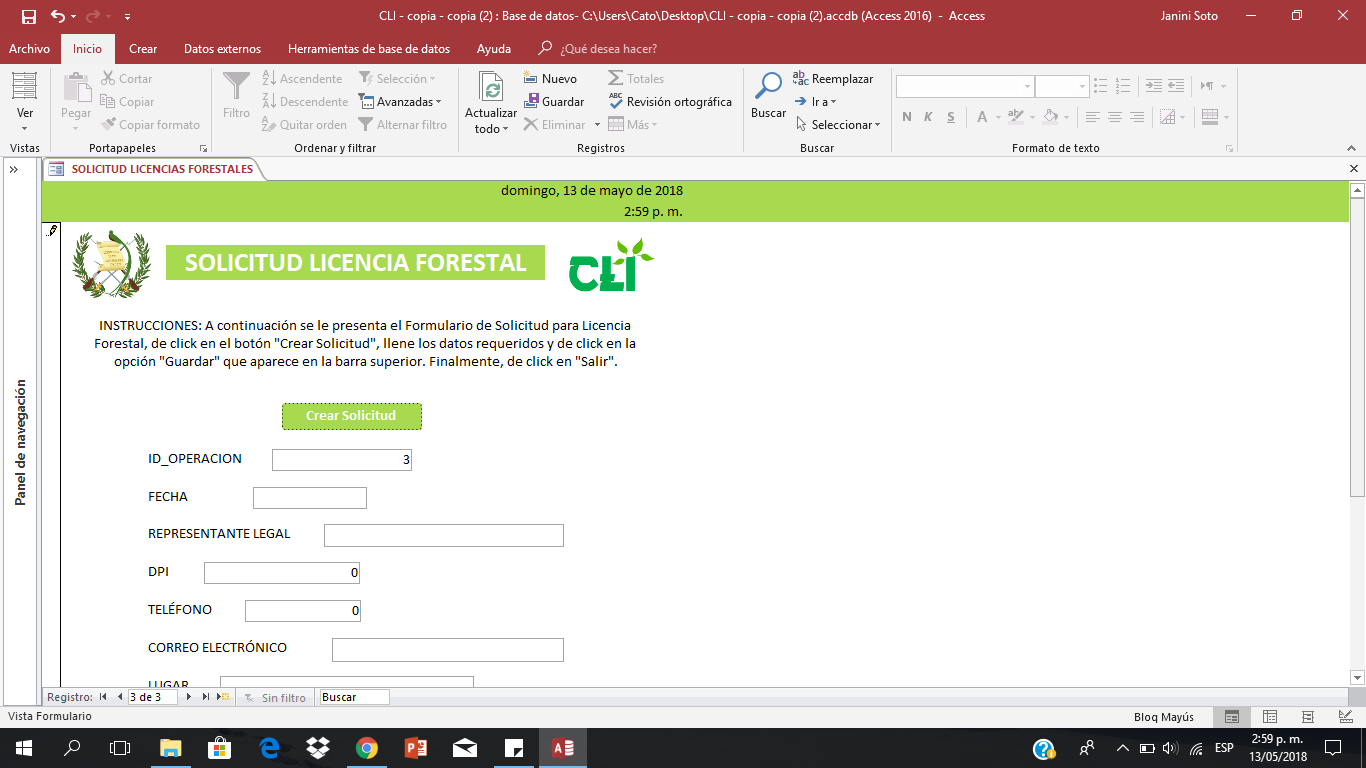 CLI - copia - copia (2) : Base de datos- C:\Users\Cato\Desktop\CLI - copia - copia (2).accdb (Access 2016) - Access
Janini Soto
Archivo Inicio Crear Datos externos Herramientas de base de datos Ayuda ¿Qué desea hacer?
Ver
Vistas
Pegar
Cortar
Copiar
Copiar formato
Portapapeles
Filtro
Ascendente
Descendente
Quitar orden
Selección
Avanzadas
Alternar filtro
Ordenar y filtrar
Actualizar
todo
Nuevo
Guardar
Eliminar
Totales
Revisión ortográfica
Más
Registros
Buscar
Reemplazar
Ir a
Seleccionar
Buscar
N K S A
Formato de texto
SOLICITUD LICENCIAS FORESTALES
Panel de navegación
domingo, 13 de mayo de 2018
2:59 p. m.
SOLICITUD LICENCIA FORESTAL
CLI
INSTRUCCIONES: A continuación se le presenta el Formulario de Solicitud para Licencia
Forestal, de click en el botón "Crear Solicitud", llene los datos requeridos y de click en la
opción "Guardar" que aparece en la barra superior. Finalmente, de click en "Salir".
Crear Solicitud
ID_OPERACION 3
FECHA
REPRESENTANTE LEGAL
DPI 0
TELÉFONO 0
CORREO ELECTRÓNICO
LUGAR
Registro: 3 de 3 Sin filtro Buscar
Vista Formulario
Bloq Mayús
ESP
2:59 p. m.
13/05/2018